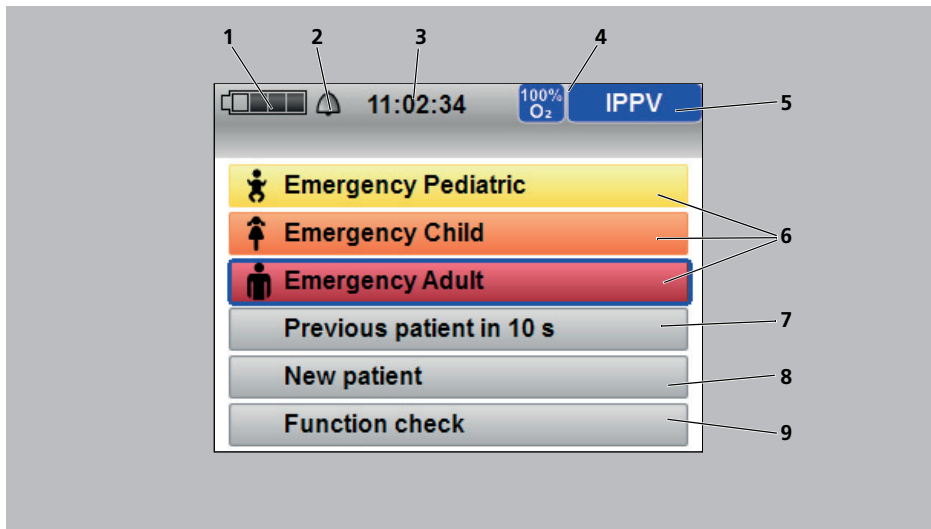 1 2 3 4
11:02:34 100% O₂ IPPV 5
Emergency Pediatric
Emergency Child 6
Emergency Adult
Previous patient in 10 s 7
New patient 8
Function check 9